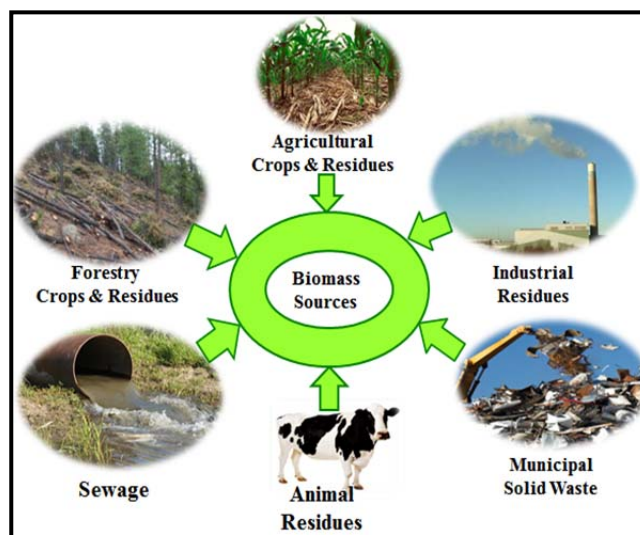 Agricultural
Crops & Residues
Forestry
Crops & Residues
Biomass
Sources
Industrial
Residues
Sewage
Animal
Residues
Municipal
Solid Waste